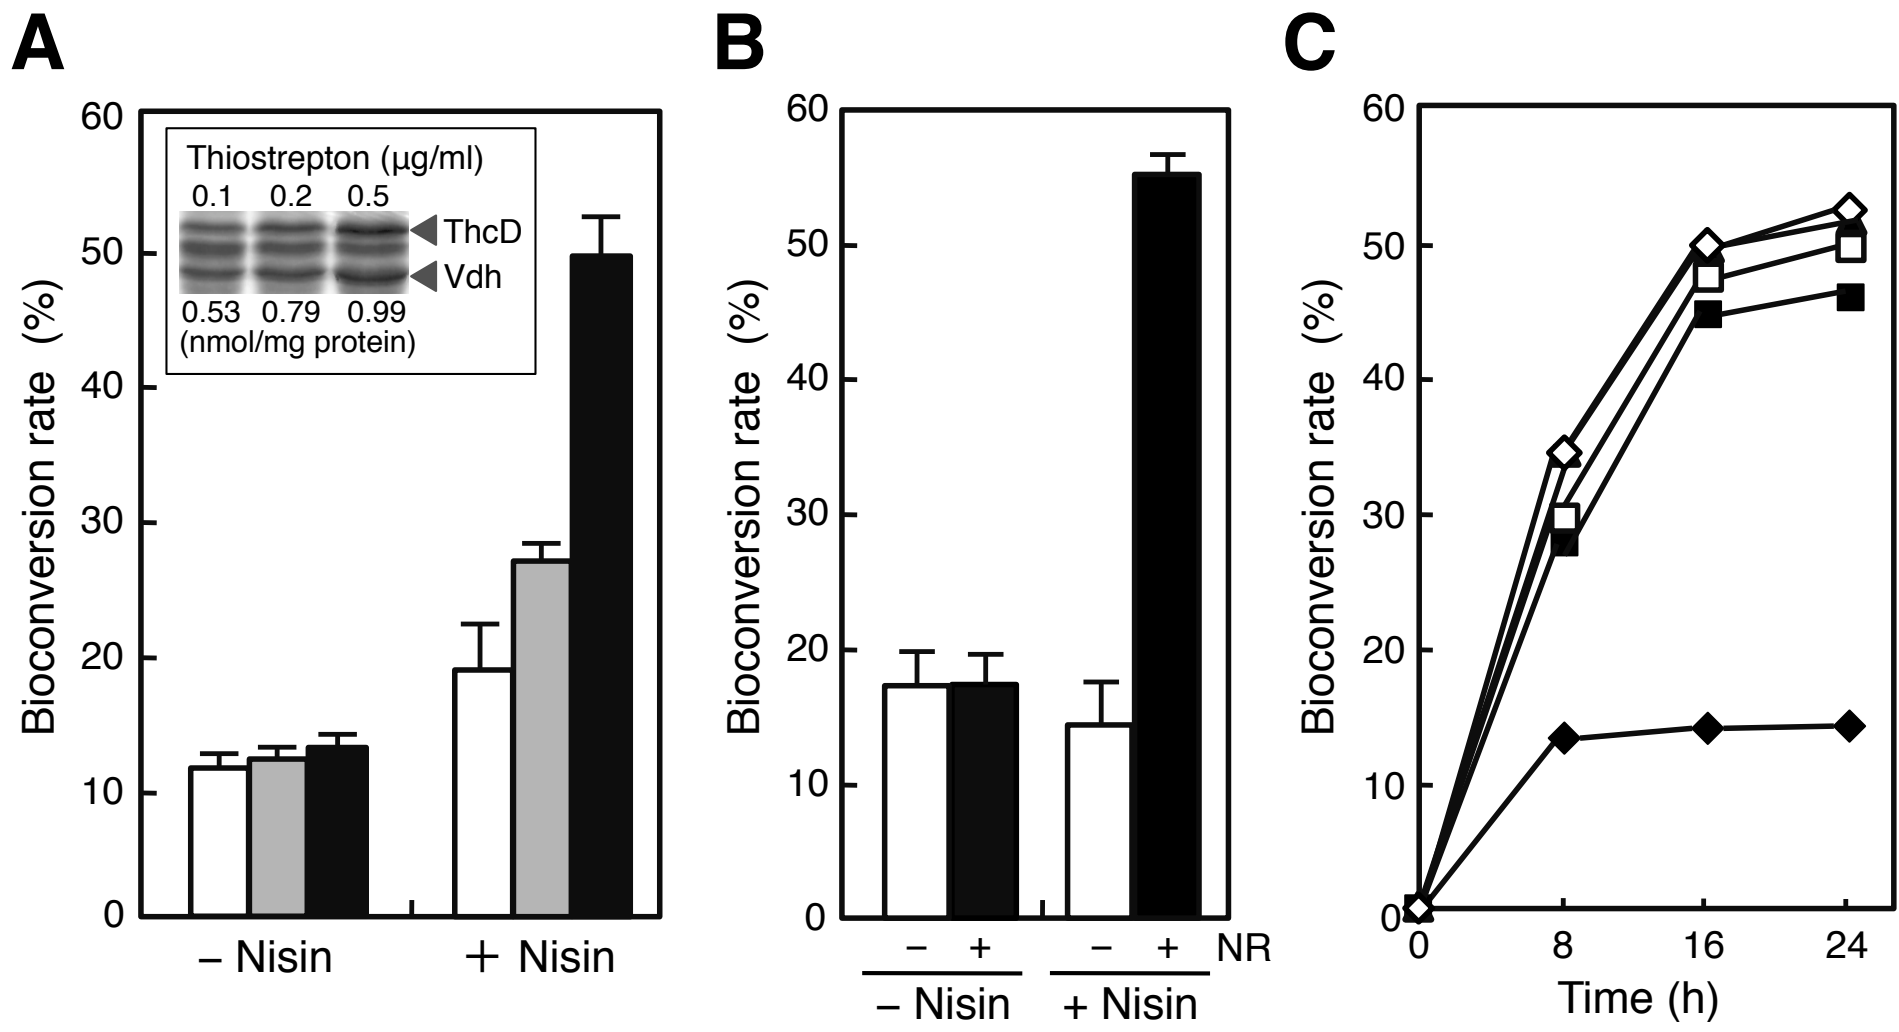 A
Bioconversion rate (%)
60
50
40
30
20
10
0
Thiostrepton (µg/ml)
0.1 0.2 0.5
ThcD
Vdh
0.53 0.79 0.99
(nmol/mg protein)
– Nisin + Nisin
B
Bioconversion rate (%)
60
50
40
30
20
10
0
– + – + NR
– Nisin + Nisin
C
Bioconversion rate (%)
60
50
40
30
20
10
0
0 8 16 24
Time (h)